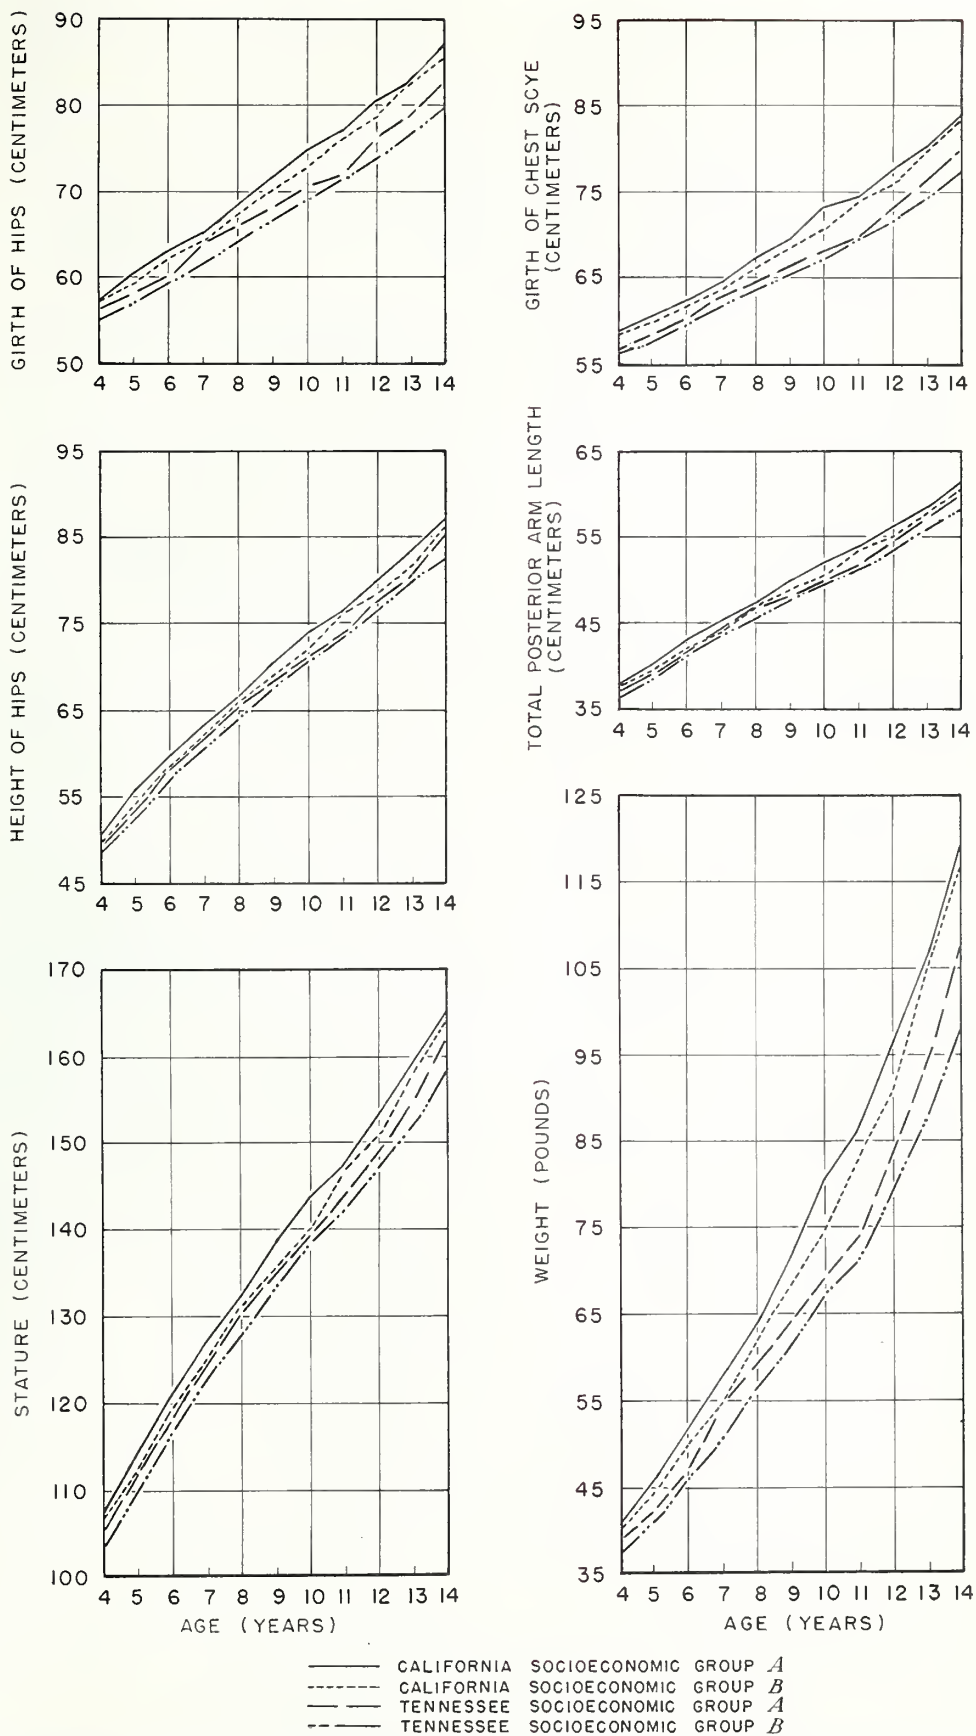 GIRTH OF HIPS (CENTIMETERS)
90
80
70
60
50
4 5 6 7 8 9 10 11 12 13 14
GIRTH OF CHEST SCYE
(CENTIMETERS)
95
85
75
65
55
4 5 6 7 8 9 10 11 12 13 14
HEIGHT OF HIPS (CENTIMETERS)
95
85
75
65
55
45
4 5 6 7 8 9 10 11 12 13 14
TOTAL POSTERIOR ARM LENGTH
(CENTIMETERS)
65
55
45
35
4 5 6 7 8 9 10 11 12 13 14
STATURE (CENTIMETERS)
170
160
150
140
130
120
110
100
4 5 6 7 8 9 10 11 12 13 14
AGE (YEARS)
WEIGHT (POUNDS)
125
115
105
95
85
75
65
55
45
35
4 5 6 7 8 9 10 11 12 13 14
AGE (YEARS)
CALIFORNIA SOCIOECONOMIC GROUP A
CALIFORNIA SOCIOECONOMIC GROUP B
TENNESSEE SOCIOECONOMIC GROUP A
TENNESSEE SOCIOECONOMIC GROUP B